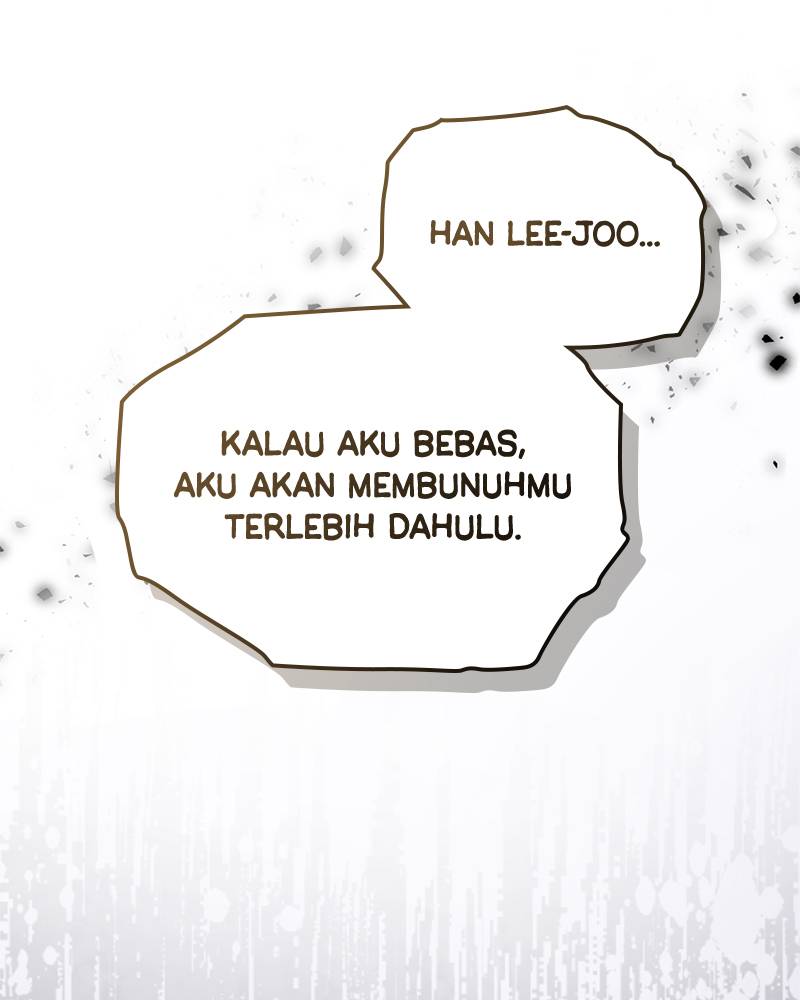 HAN LEE-JOO...
KALAU AKU BEBAS,
AKU AKAN MEMBUNUHMU
TERLEBIH DAHULU.